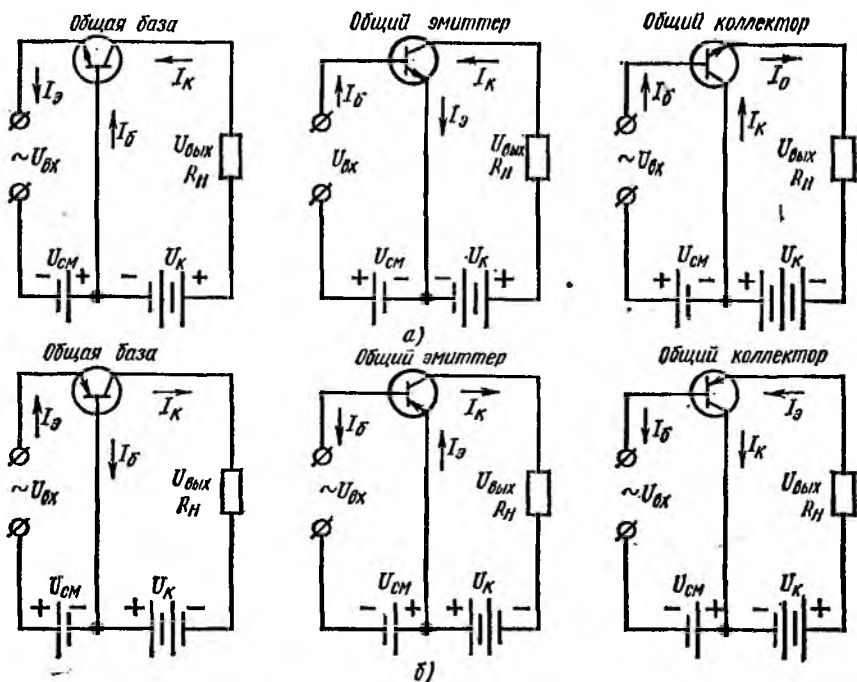 Общая база
Общий эмиттер
Общий коллектор
Iэ
Iк
Iб
~Uвх
Uвых
Rн
Uсм
Uк
− +
− +
Iб
Iк
Iэ
Uвх
Uвых
Rн
Uсм
Uк
+ −
− +
Iб
Iо
Iк
~Uвх
Uвых
Rн
Uсм
Uк
+ −
+ −
а)
Общая база
Общий эмиттер
Общий коллектор
Iэ
Iк
Iб
~Uвх
Uвых
Rн
Uсм
Uк
+ −
+ −
Iб
Iк
Iэ
~Uвх
Uвых
Rн
Uсм
Uк
− +
+ −
Iб
Iэ
Iк
~Uвх
Uвых
Rн
Uсм
Uк
− +
− +
б)